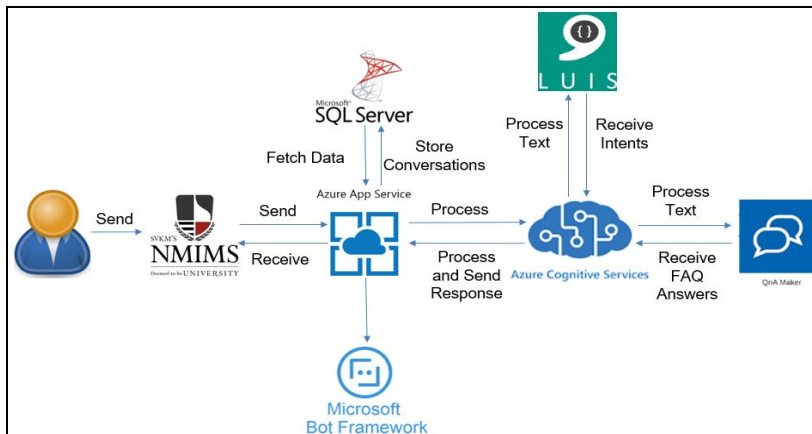 {}
LUIS
Microsoft®
SQL Server
Process
Text
Receive
Intents
Fetch Data
Store
Conversations
Azure App Service
Send
SVKM'S
NMIMS
Deemed to be UNIVERSITY
Send
Receive
Process
Process
and Send
Response
Azure Cognitive Services
Process
Text
Receive
FAQ
Answers
QnA Maker
Microsoft
Bot Framework